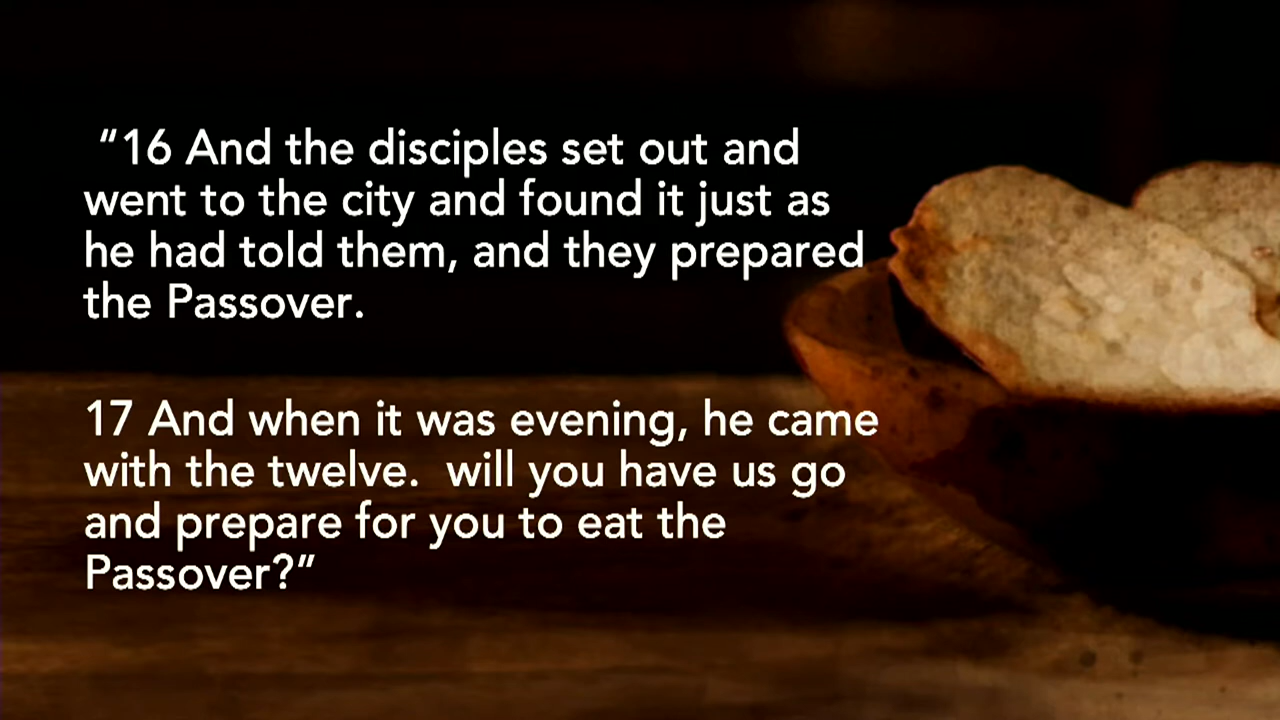 “16 And the disciples set out and
went to the city and found it just as
he had told them, and they prepared
the Passover.
17 And when it was evening, he came
with the twelve.  will you have us go
and prepare for you to eat the
Passover?”